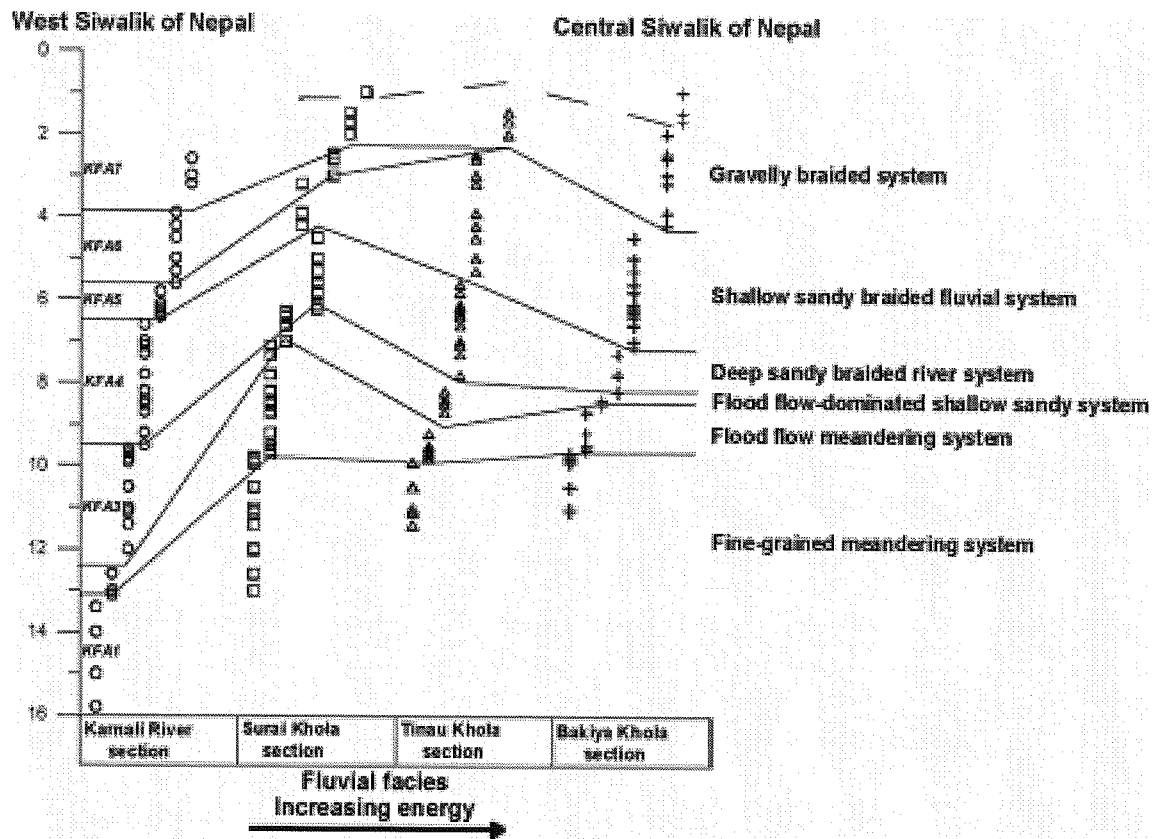 West Siwalik of Nepal
Central Siwalik of Nepal
0
2
KFA7
Gravelly braided system
4
KFA6
KFA5
6
Shallow sandy braided fluvial system
8
KFA4
Deep sandy braided river system
Flood flow-dominated shallow sandy system
Flood flow meandering system
10
KFA3
12
Fine-grained meandering system
14
KFA1
16
Karnali River
section
Surai Khola
section
Tinau Khola
section
Bakiya Khola
section
Fluvial facies
Increasing energy